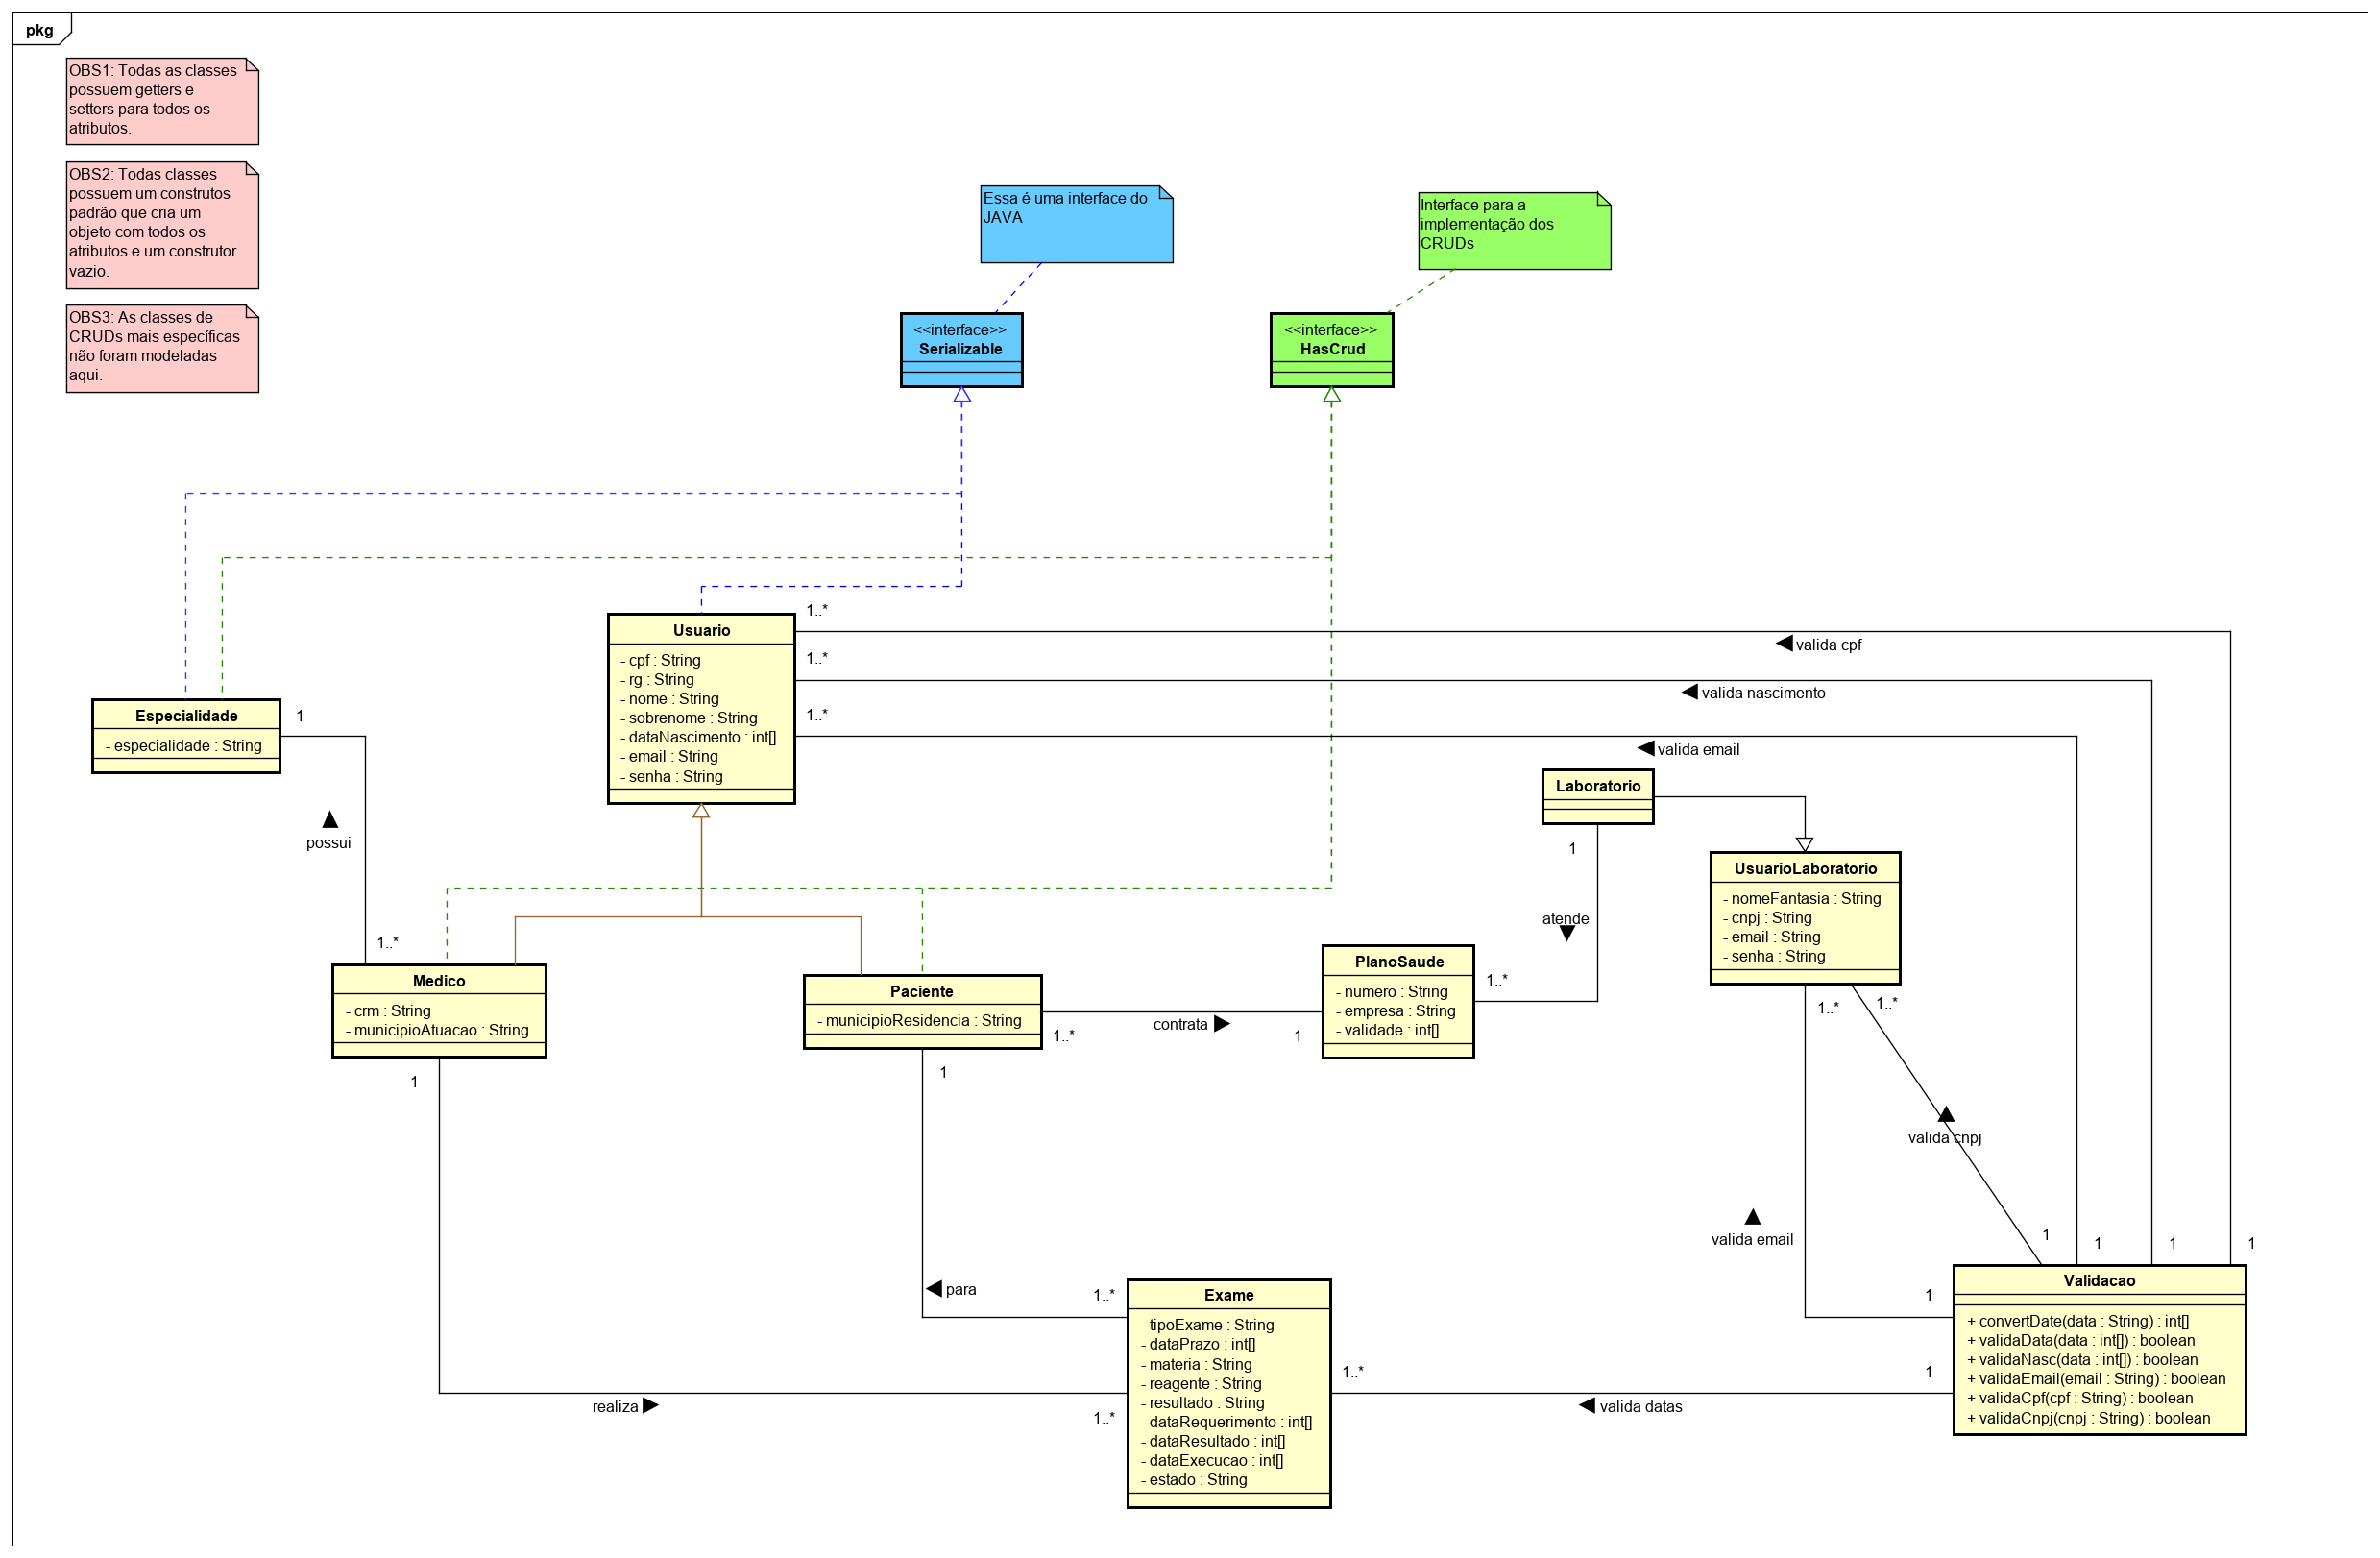 pkg
OBS1: Todas as classes
possuem getters e
setters para todos os
atributos.
OBS2: Todas classes
possuem um construtos
padrão que cria um
objeto com todos os
atributos e um construtor
vazio.
OBS3: As classes de
CRUDs mais específicas
não foram modeladas
aqui.
Essa é uma interface do
JAVA
Interface para a
implementação dos
CRUDs
<<interface>>
Serializable
<<interface>>
HasCrud
Usuario
- cpf : String
- rg : String
- nome : String
- sobrenome : String
- dataNascimento : int[]
- email : String
- senha : String
1..*
1..*
1..*
valida cpf
valida nascimento
valida email
Especialidade
- especialidade : String
1
possui
1..*
Laboratorio
1
atende
1..*
UsuarioLaboratorio
- nomeFantasia : String
- cnpj : String
- email : String
- senha : String
1..*
1..*
Medico
- crm : String
- municipioAtuacao : String
1
Paciente
- municipioResidencia : String
1
1..*
contrata
1
PlanoSaude
- numero : String
- empresa : String
- validade : int[]
valida cnpj
valida email
1
1
1
1
1
1
para
1..*
realiza
1..*
Exame
- tipoExame : String
- dataPrazo : int[]
- materia : String
- reagente : String
- resultado : String
- dataRequerimento : int[]
- dataResultado : int[]
- dataExecucao : int[]
- estado : String
1..*
valida datas
Validacao
+ convertDate(data : String) : int[]
+ validaData(data : int[]) : boolean
+ validaNasc(data : int[]) : boolean
+ validaEmail(email : String) : boolean
+ validaCpf(cpf : String) : boolean
+ validaCnpj(cnpj : String) : boolean